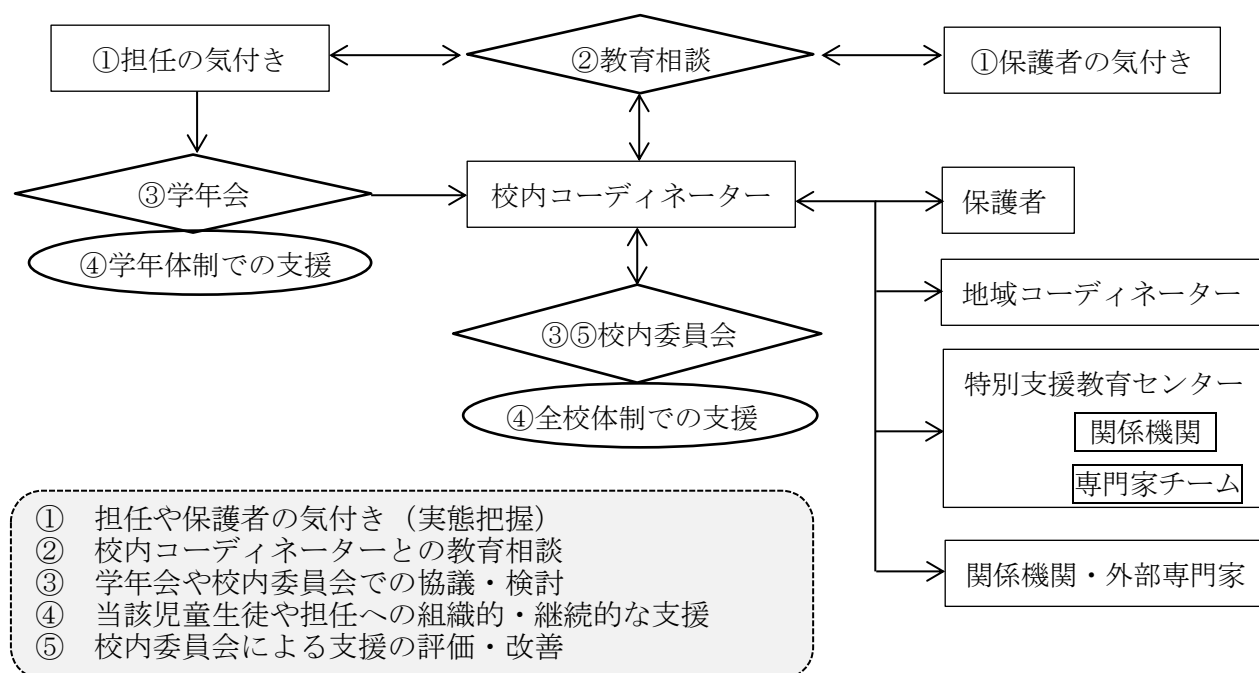 ①担任の気付き
②教育相談
①保護者の気付き
③学年会
校内コーディネーター
保護者
④学年体制での支援
地域コーディネーター
③⑤校内委員会
特別支援教育センター
④全校体制での支援
関係機関
専門家チーム
関係機関・外部専門家
①　担任や保護者の気付き（実態把握）
②　校内コーディネーターとの教育相談
③　学年会や校内委員会での協議・検討
④　当該児童生徒や担任への組織的・継続的な支援
⑤　校内委員会による支援の評価・改善